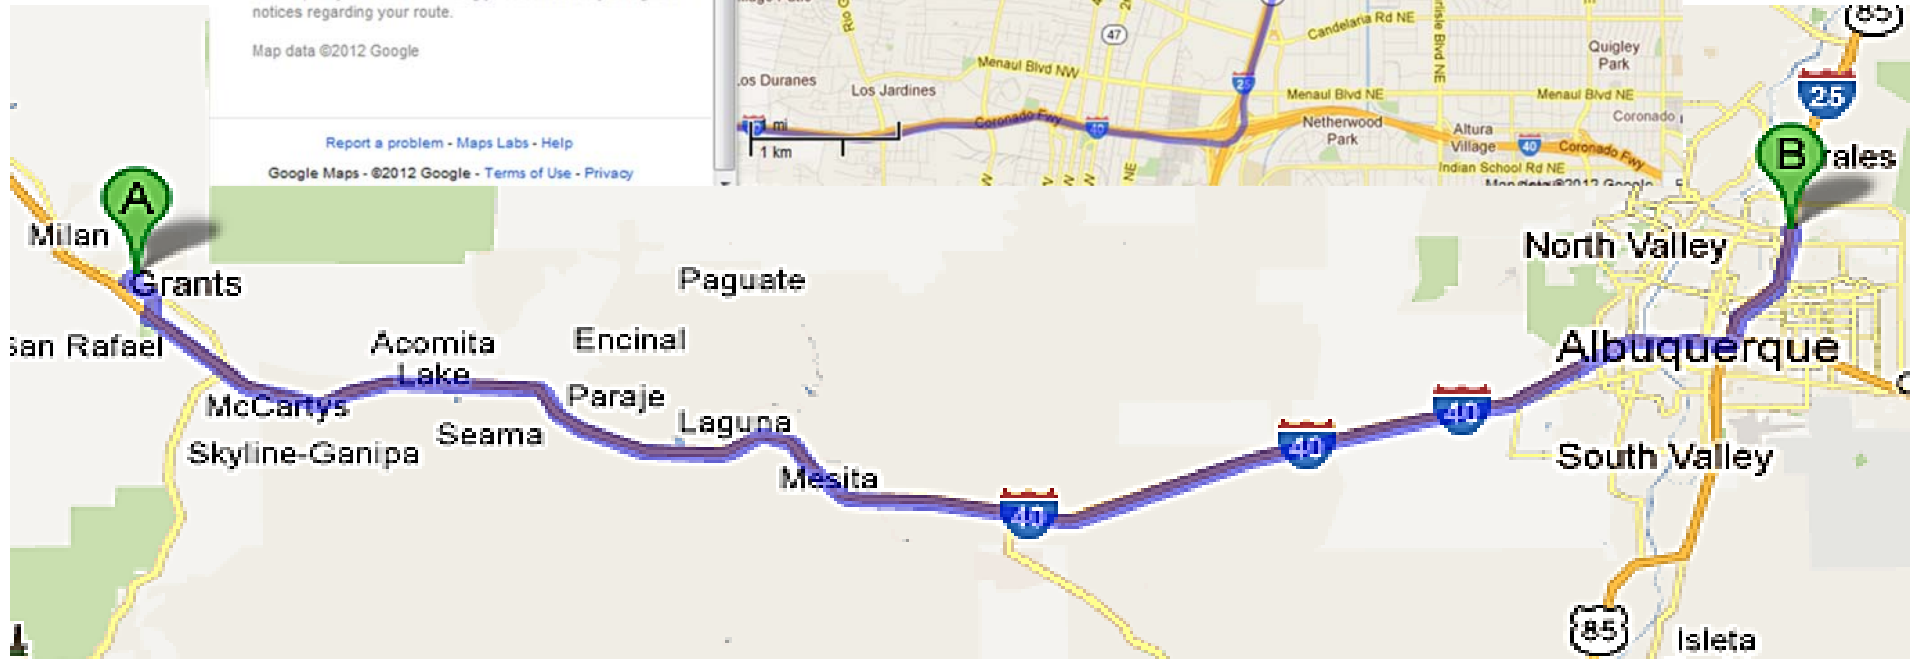 notices regarding your route.
Map data ©2012 Google
Report a problem - Maps Labs - Help
Google Maps - ©2012 Google - Terms of Use - Privacy
47
Candelaria Rd NE
Quigley
Park
Menaul Blvd NW
Los Duranes
Los Jardines
25
Menaul Blvd NE
Menaul Blvd NE
Coronado
1 mi
1 km
Coronado Fwy
40
Netherwood
Park
Altura
Village
40
Coronado Fwy
Indian School Rd NE
NE
85
25
A
B
rales
Milan
Grants
North Valley
Paguate
San Rafael
Acomita
Lake
Encinal
Albuquerque
McCartys
Paraje
Laguna
40
Seama
Skyline-Ganipa
40
South Valley
Mesita
40
85
Isleta